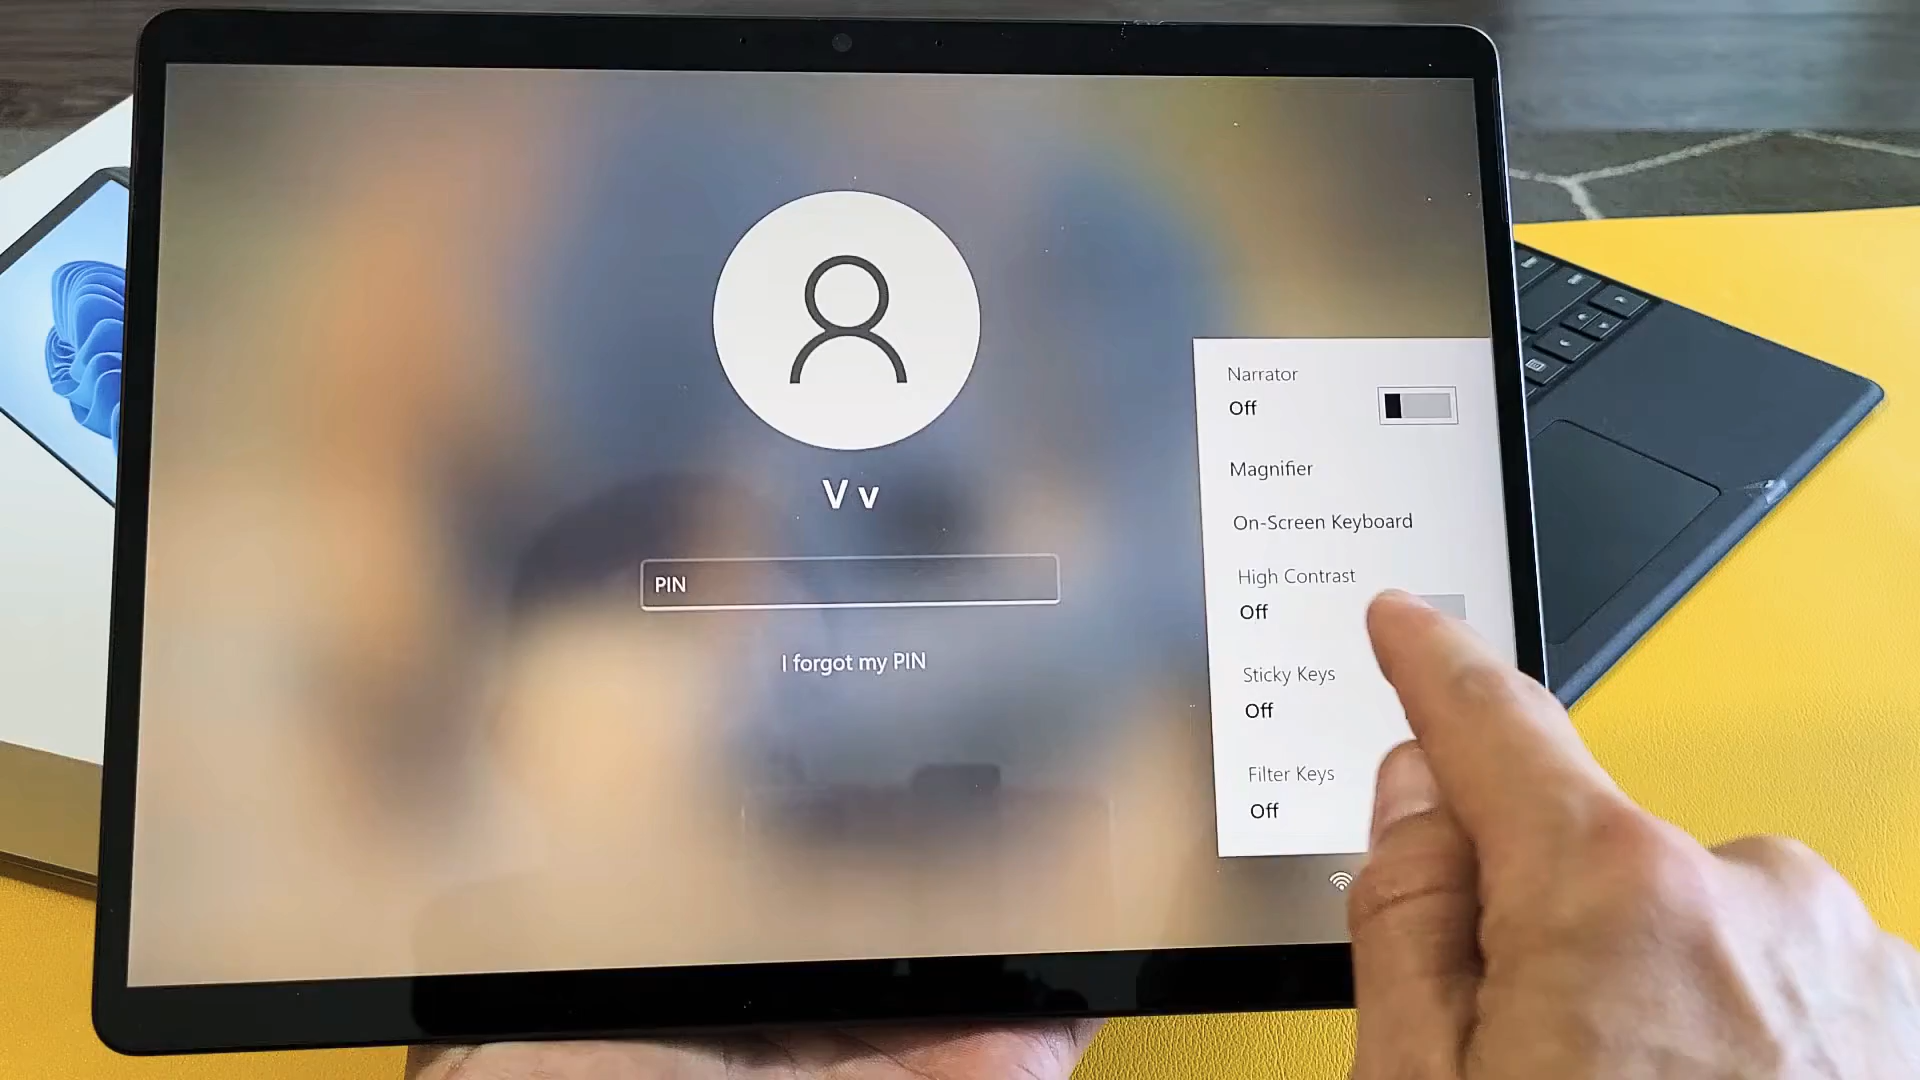 V v
PIN
I forgot my PIN
Narrator
Off
Magnifier
On-Screen Keyboard
High Contrast
Off
Sticky Keys
Off
Filter Keys
Off